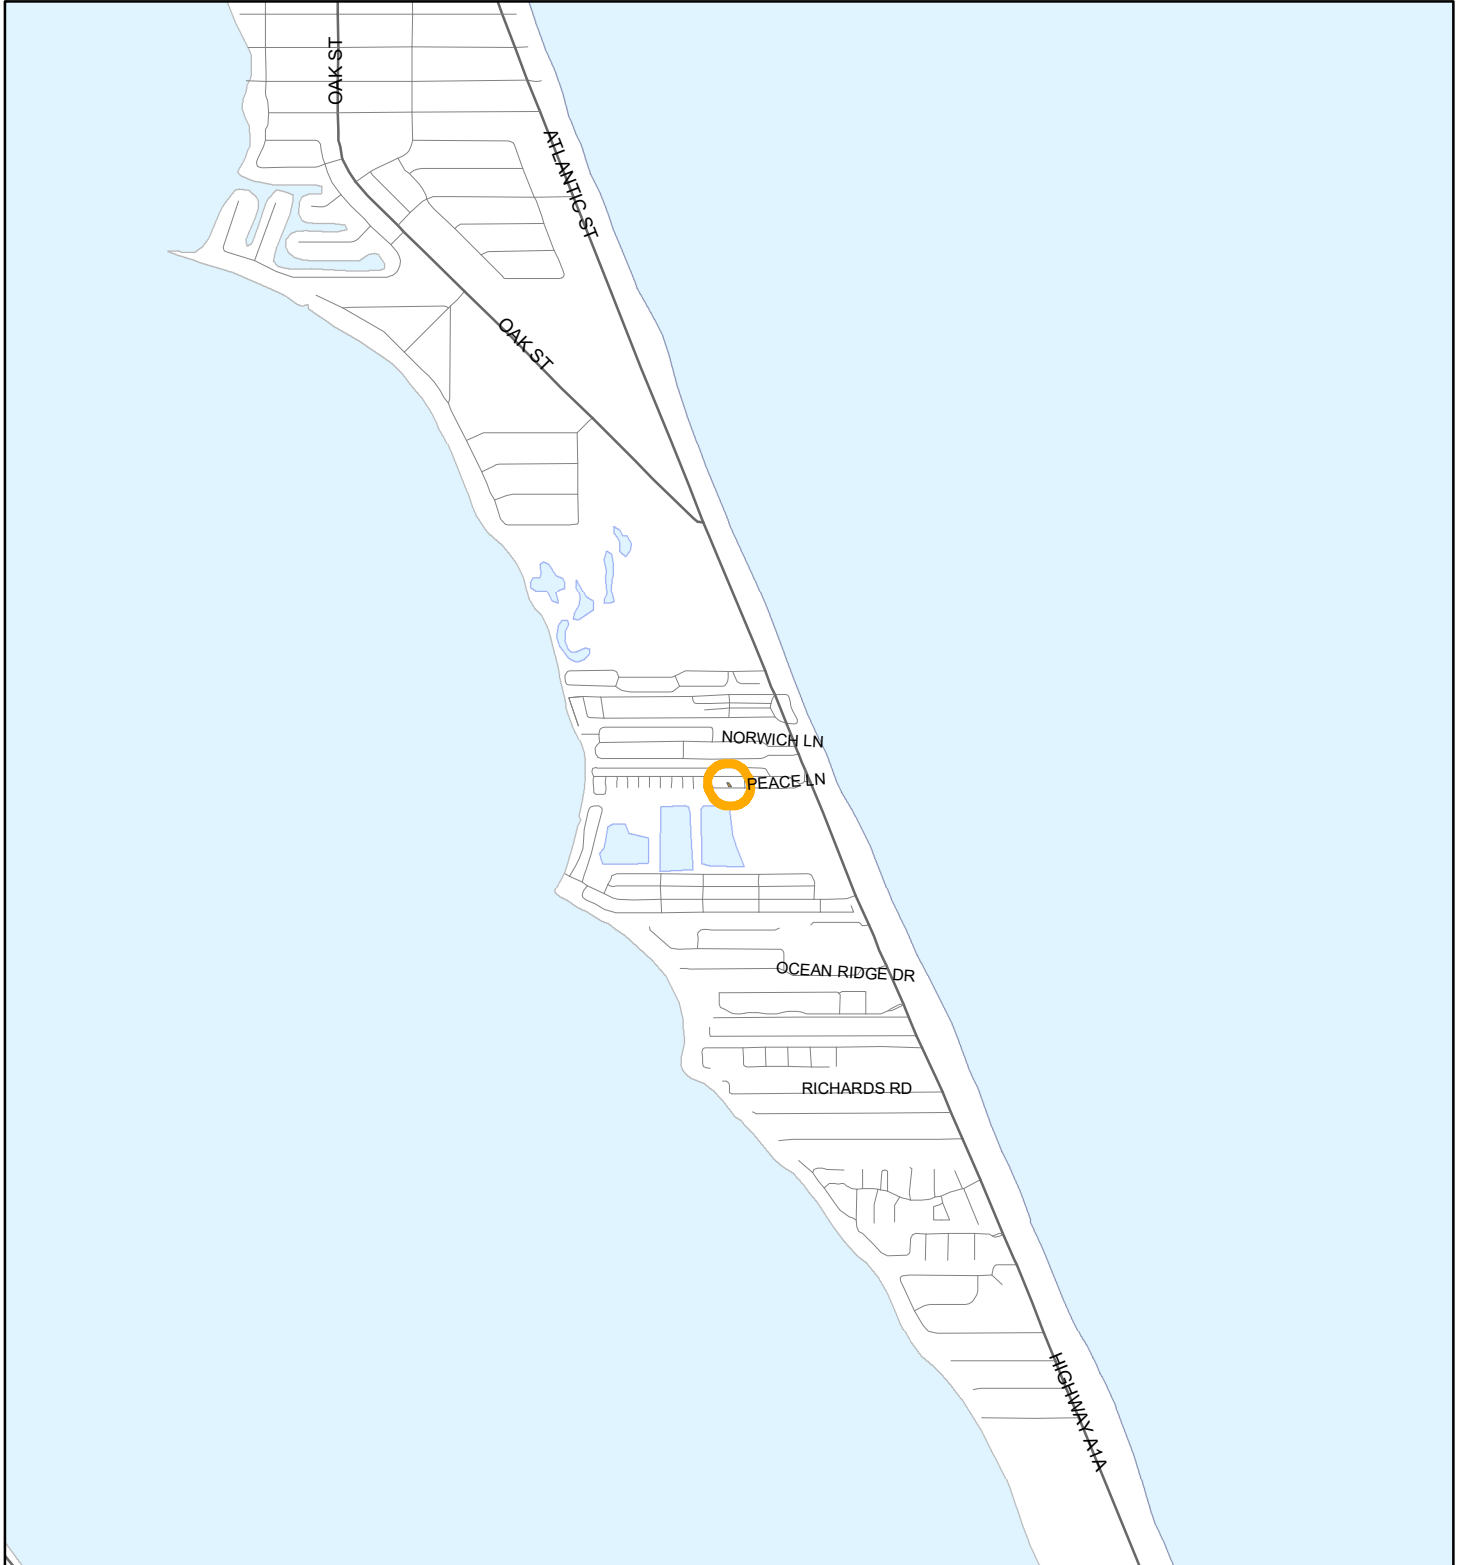 OAK ST
ATLANTIC ST
OAK ST
NORWICH LN
PEACE LN
OCEAN RIDGE DR
RICHARDS RD
HIGHWAY A1A